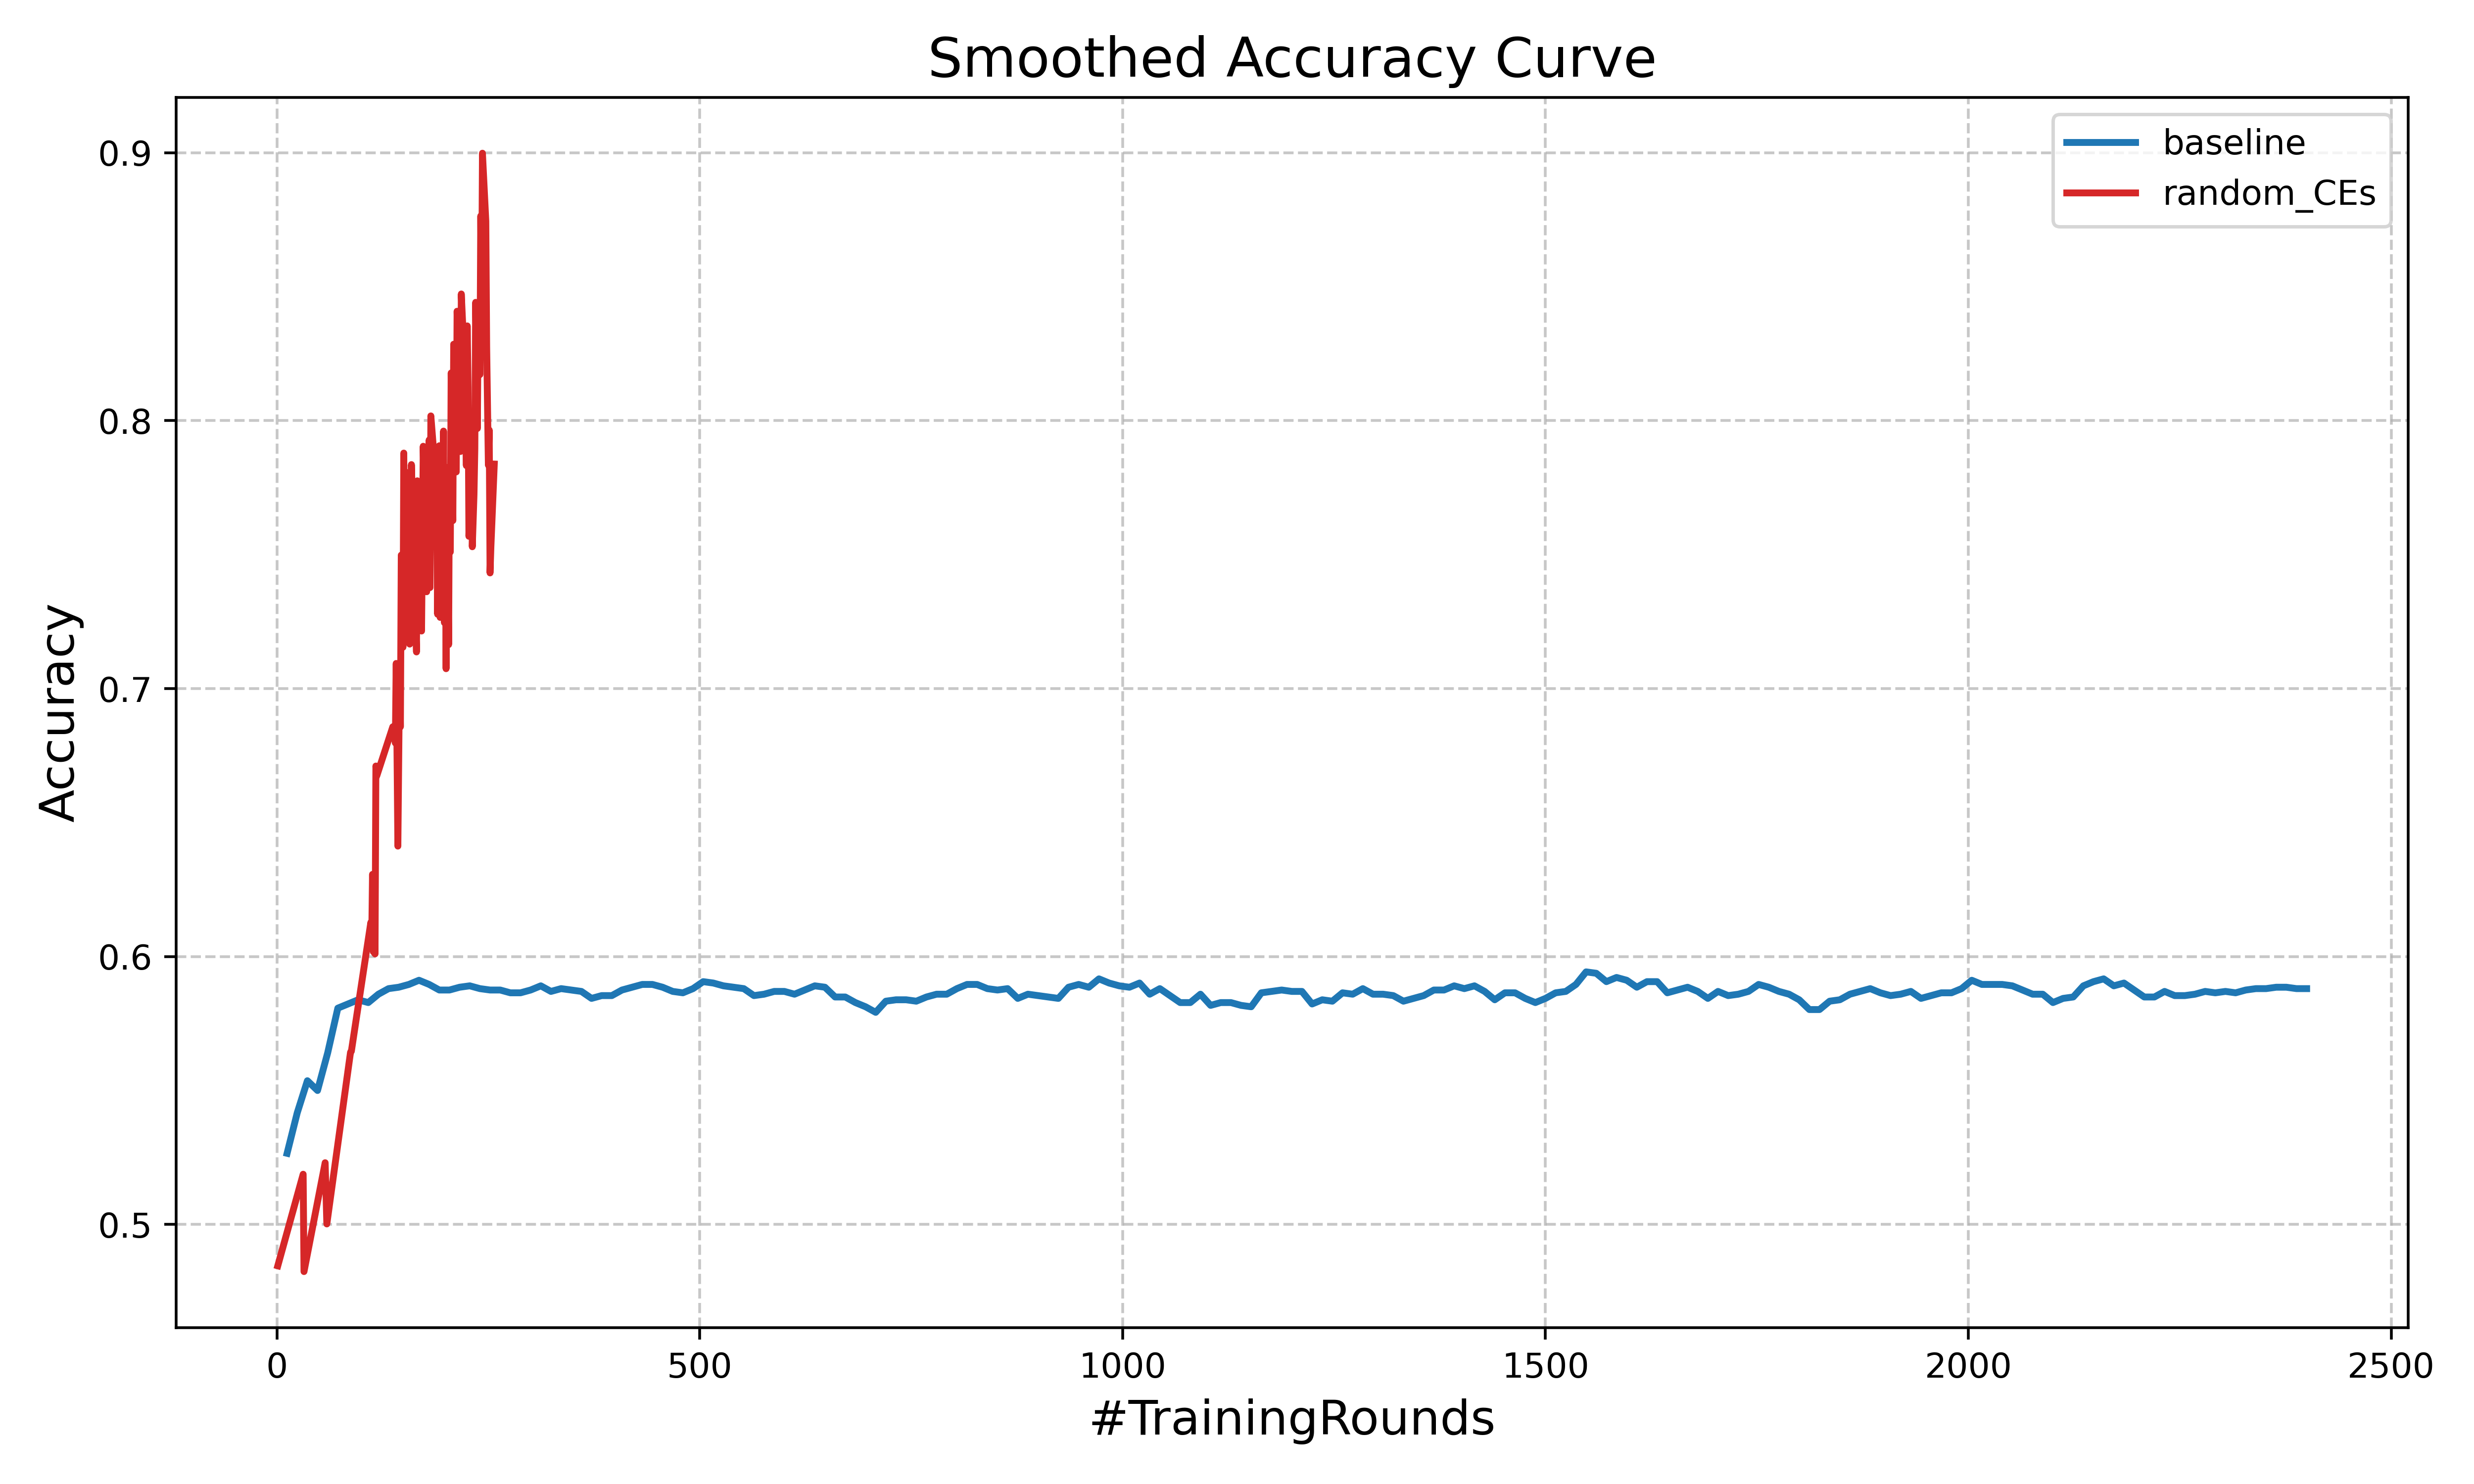 Smoothed Accuracy Curve
baseline
random_CEs
Accuracy
0.9
0.8
0.7
0.6
0.5
0 500 1000 1500 2000 2500
#TrainingRounds